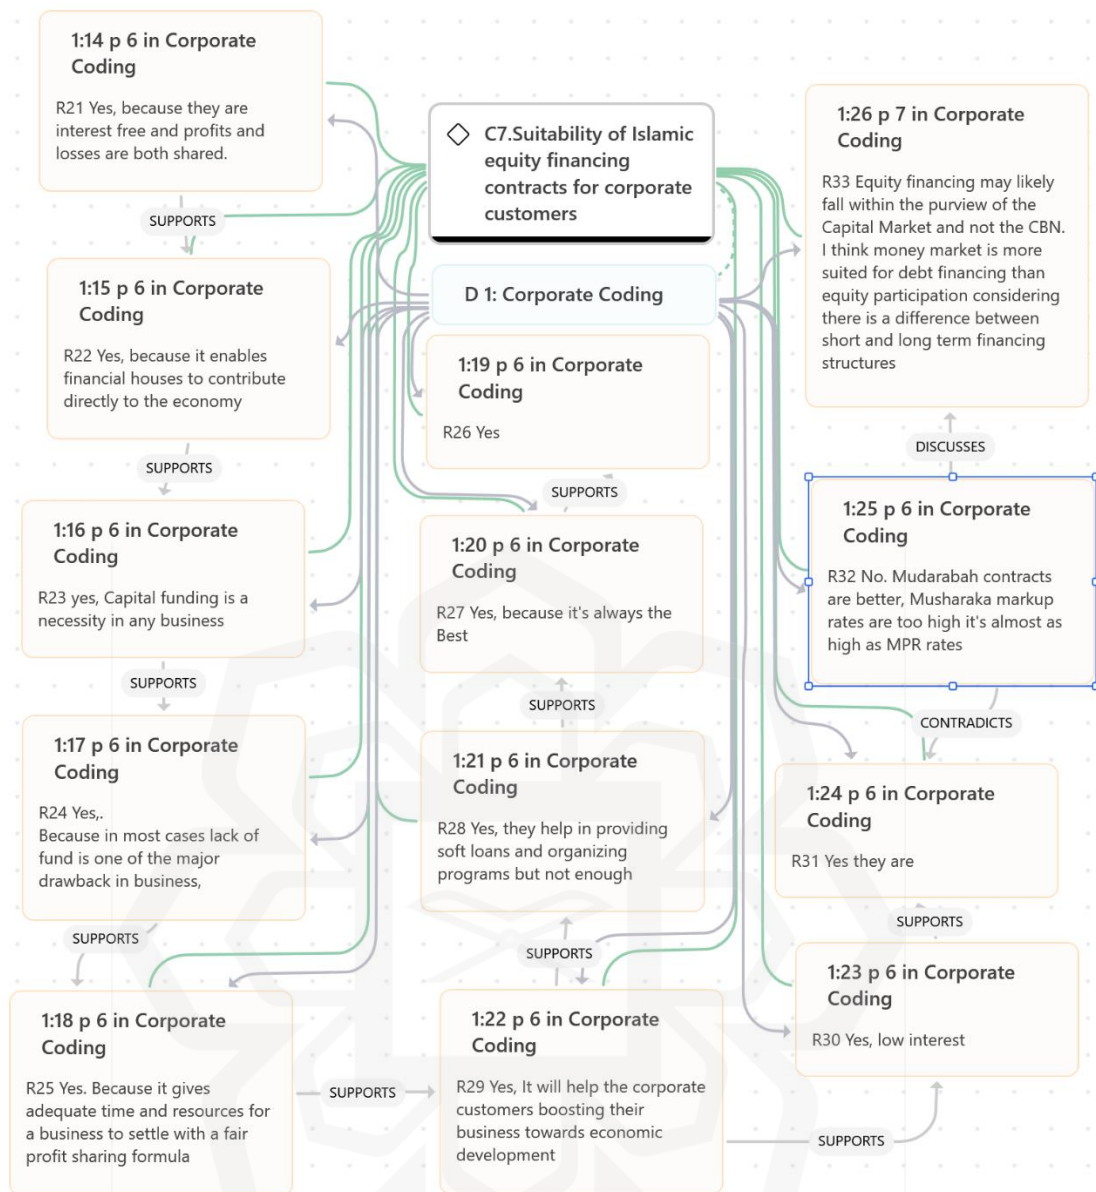 1:14 p 6 in Corporate
Coding
R21 Yes, because they are
interest free and profits and
losses are both shared.
SUPPORTS
1:15 p 6 in Corporate
Coding
R22 Yes, because it enables
financial houses to contribute
directly to the economy
SUPPORTS
1:16 p 6 in Corporate
Coding
R23 yes, Capital funding is a
necessity in any business
SUPPORTS
1:17 p 6 in Corporate
Coding
R24 Yes,.
Because in most cases lack of
fund is one of the major
drawback in business,
SUPPORTS
1:18 p 6 in Corporate
Coding
R25 Yes. Because it gives
adequate time and resources for
a business to settle with a fair
profit sharing formula
SUPPORTS
C7.Suitability of Islamic
equity financing
contracts for corporate
customers
D 1: Corporate Coding
1:19 p 6 in Corporate
Coding
R26 Yes
SUPPORTS
1:20 p 6 in Corporate
Coding
R27 Yes, because it's always the
Best
SUPPORTS
1:21 p 6 in Corporate
Coding
R28 Yes, they help in providing
soft loans and organizing
programs but not enough
SUPPORTS
1:22 p 6 in Corporate
Coding
R29 Yes, It will help the corporate
customers boosting their
business towards economic
development
SUPPORTS
1:26 p 7 in Corporate
Coding
R33 Equity financing may likely
fall within the purview of the
Capital Market and not the CBN.
I think money market is more
suited for debt financing than
equity participation considering
there is a difference between
short and long term financing
structures
DISCUSSES
1:25 p 6 in Corporate
Coding
R32 No. Mudarabah contracts
are better, Musharaka markup
rates are too high it's almost as
high as MPR rates
CONTRADICTS
1:24 p 6 in Corporate
Coding
R31 Yes they are
SUPPORTS
1:23 p 6 in Corporate
Coding
R30 Yes, low interest